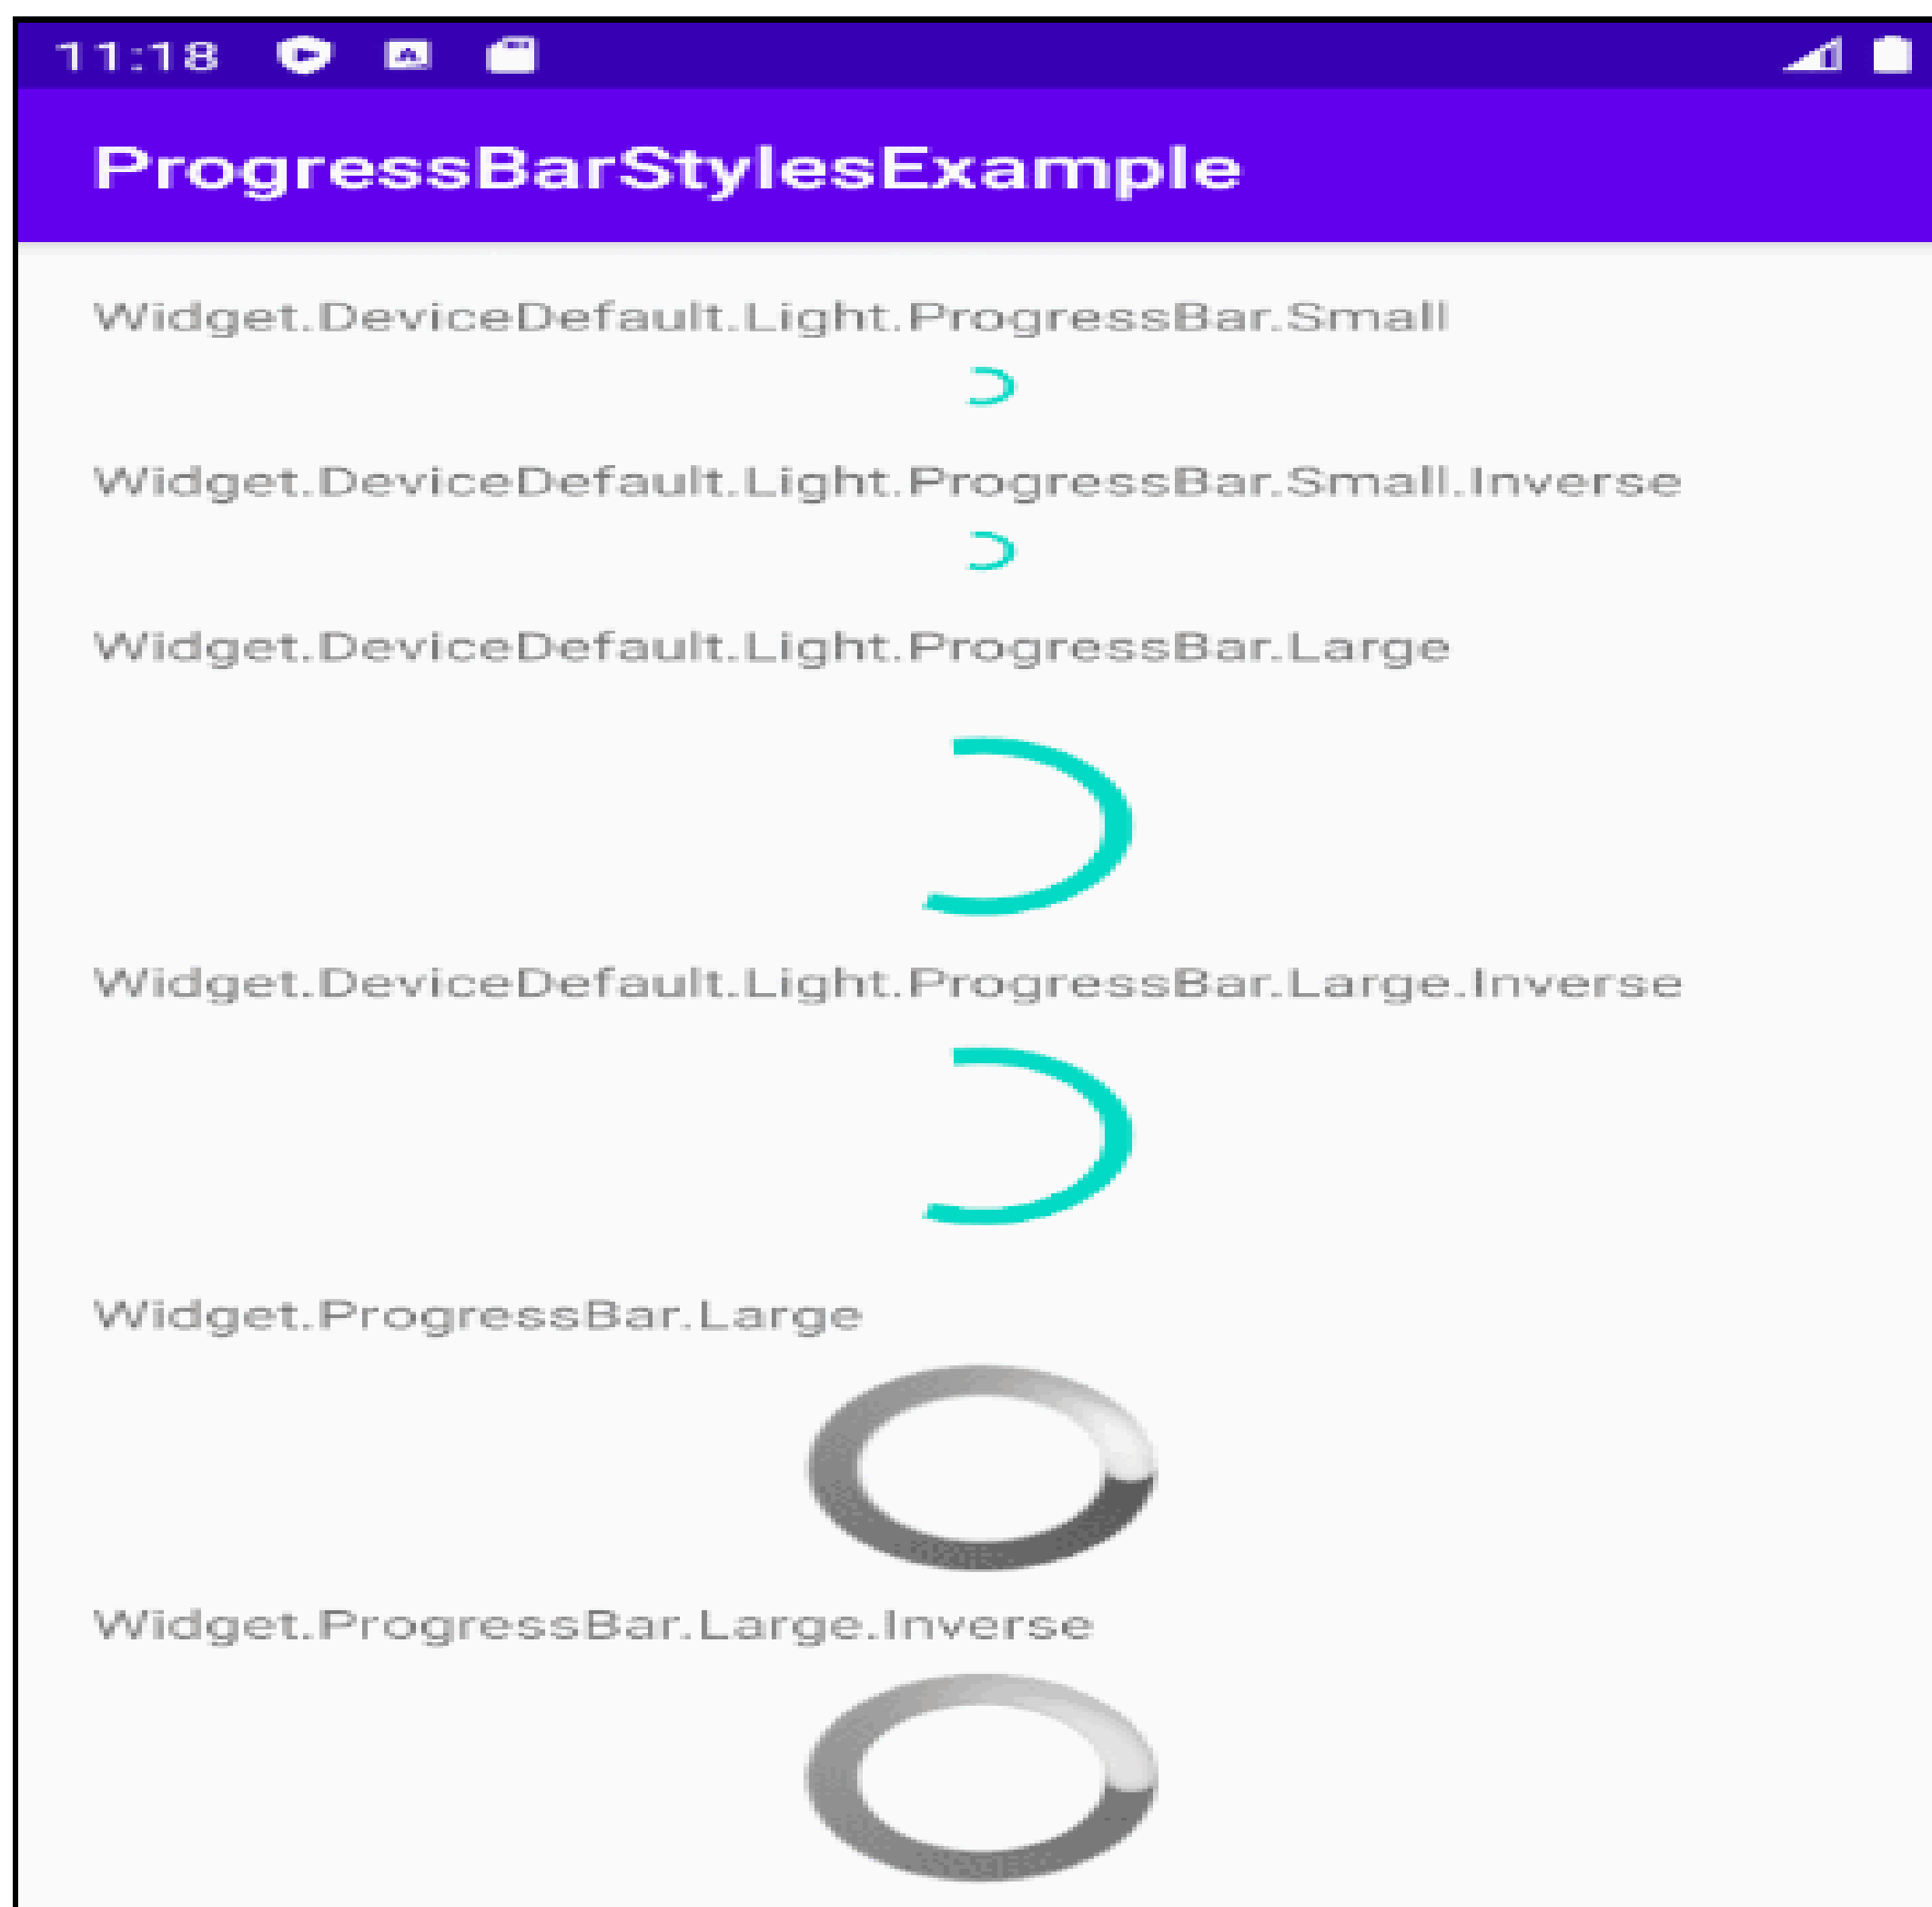 11:18
ProgressBarStylesExample
Widget.DeviceDefault.Light.ProgressBar.Small
Widget.DeviceDefault.Light.ProgressBar.Small.Inverse
Widget.DeviceDefault.Light.ProgressBar.Large
Widget.DeviceDefault.Light.ProgressBar.Large.Inverse
Widget.ProgressBar.Large
Widget.ProgressBar.Large.Inverse